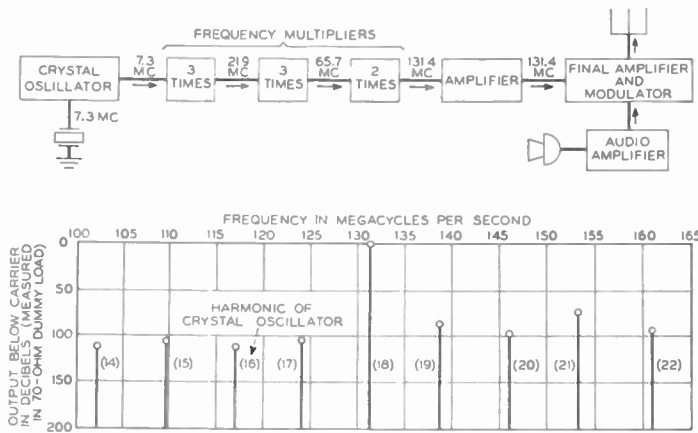 FREQUENCY MULTIPLIERS
CRYSTAL
OSLILLATOR
7.3
MC
3
TIMES
21.9
MC
3
TIMES
65.7
MC
2
TIMES
131.4
MC
AMPLIFIER
131.4
MC
FINAL AMPLIFIER
AND
MODULATOR
7.3 MC
AUDIO
AMPLIFIER
FREQUENCY IN MEGACYCLES PER SECOND
100 105 110 115 120 125 130 135 140 145 150 155 160 165
OUTPUT BELOW CARRIER
IN DECIBELS (MEASURED
IN 70-OHM DUMMY LOAD)
0
50
100
150
200
HARMONIC OF
CRYSTAL OSCILLATOR
(14) (15) (16) (17) (18) (19) (20) (21) (22)